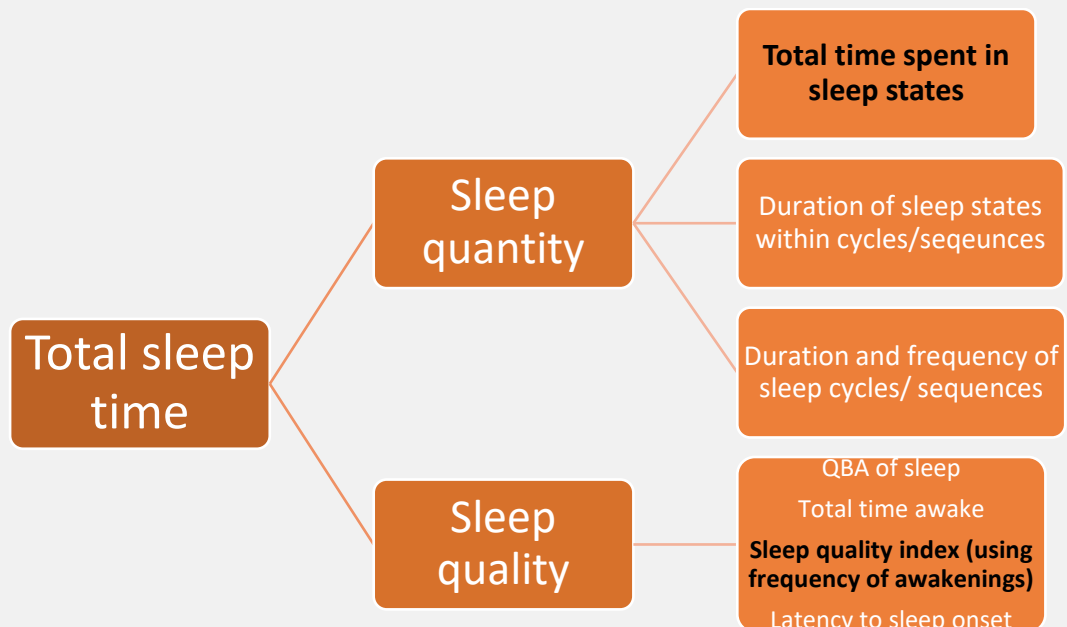 Total sleep
time
Sleep
quantity
Total time spent in
sleep states
Duration of sleep states
within cycles/seqeunces
Duration and frequency of
sleep cycles/ sequences
Sleep
quality
QBA of sleep
Total time awake
Sleep quality index (using
frequency of awakenings)
Latency to sleep onset